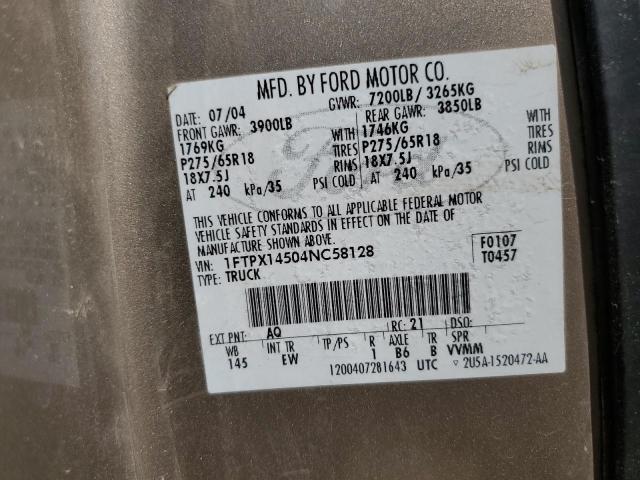 MFD. BY FORD MOTOR CO.
DATE: 07/04 GVWR: 7200LB/ 3265KG
FRONT GAWR: 3900LB REAR GAWR: 3850LB
1769KG WITH 1746KG WITH
P275/65R18 TIRES P275/65R18 TIRES
18X7.5J RIMS 18X7.5J RIMS
AT 240 kPa/35 PSI COLD AT 240 kPa/35 PSI COLD
Ford
THIS VEHICLE CONFORMS TO ALL APPLICABLE FEDERAL MOTOR
VEHICLE SAFETY STANDARDS IN EFFECT ON THE DATE OF
MANUFACTURE SHOWN ABOVE.
VIN: 1FTPX14504NC58128 F0107
TYPE: TRUCK T0457
EXT PNT: AQ RC: 21 DSO:
WB INT TR TP/PS R AXLE TR SPR
145 EW 1 B6 B VVMM
1200407281643 UTC ▽ 2U5A-1520472-AA